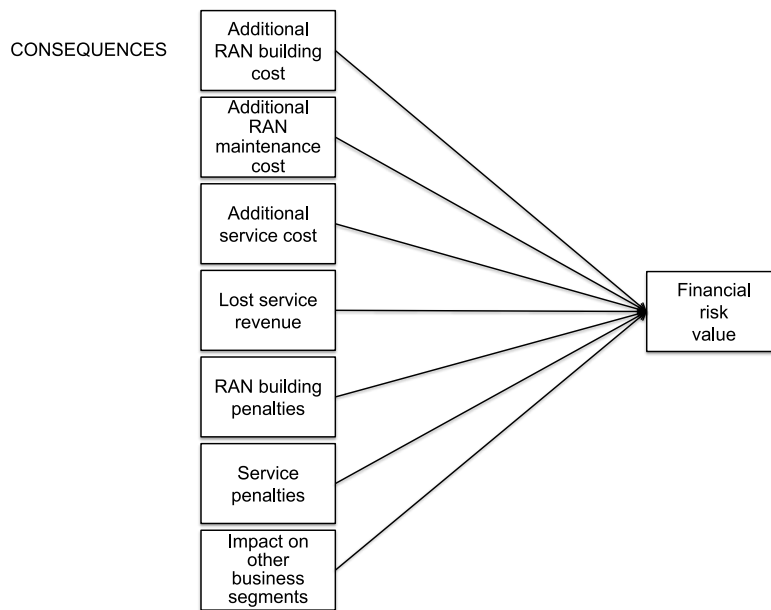 CONSEQUENCES
Additional
RAN building
cost
Additional
RAN
maintenance
cost
Additional
service cost
Lost service
revenue
RAN building
penalties
Service
penalties
Impact on
other
business
segments
Financial
risk
value